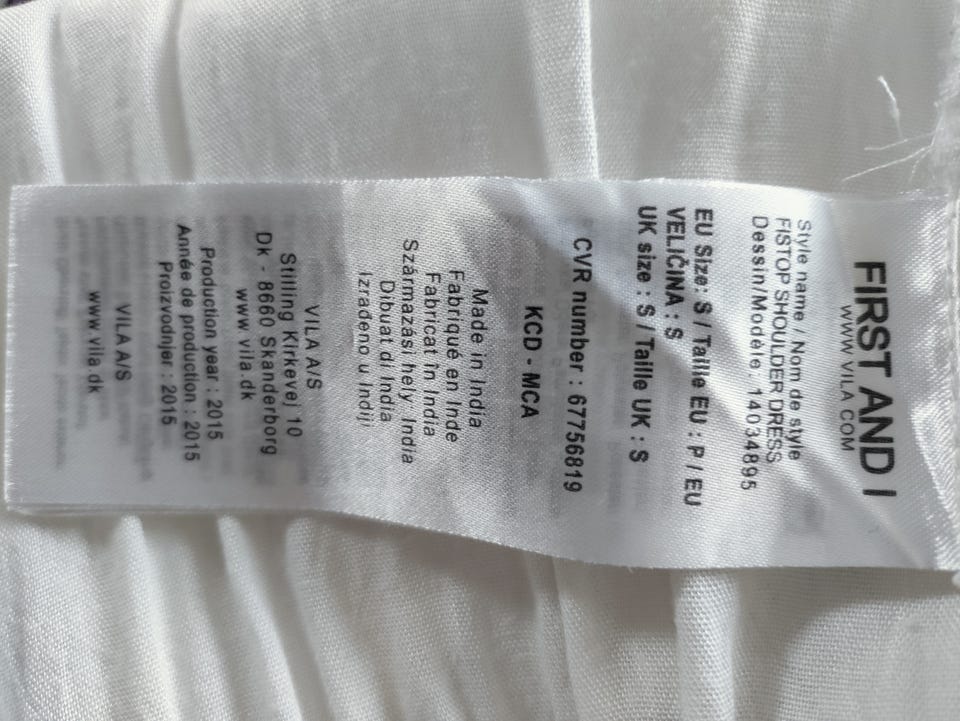 FIRST AND I
WWW.VILA.COM
Style name / Nom de style
FISTOP SHOULDER DRESS
Dessin/Modèle : 14034895
EU Size: S / Taille EU : P / EU
VELIČINA : S
UK size : S / Taille UK : S
CVR number : 67756819
KCD - MCA
Made in India
Fabriqué en Inde
Fabricat în India
Származási hely: India
Dibuat di India
Izrađeno u Indiji
VILA A/S
Stilling Kirkevej 10
Dk - 8660 Skanderborg
www.vila.dk
Production year : 2015
Année de production : 2015
Proizvodnjer : 2015
VILA A/S
www.vila.dk